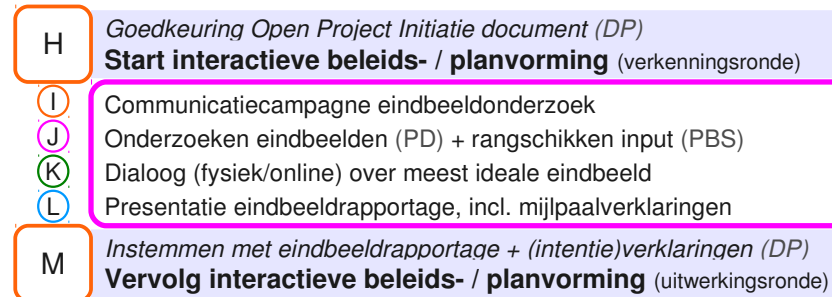 H
Goedkeuring Open Project Initiatie document (DP)
Start interactieve beleids- / planvorming (verkenningsronde)
I Communicatiecampagne eindbeeldonderzoek
J Onderzoeken eindbeelden (PD) + rangschikken input (PBS)
K Dialoog (fysiek/online) over meest ideale eindbeeld
L Presentatie eindbeeldrapportage, incl. mijlpaalverklaringen
M
Instemmen met eindbeeldrapportage + (intentie)verklaringen (DP)
Vervolg interactieve beleids- / planvorming (uitwerkingsronde)